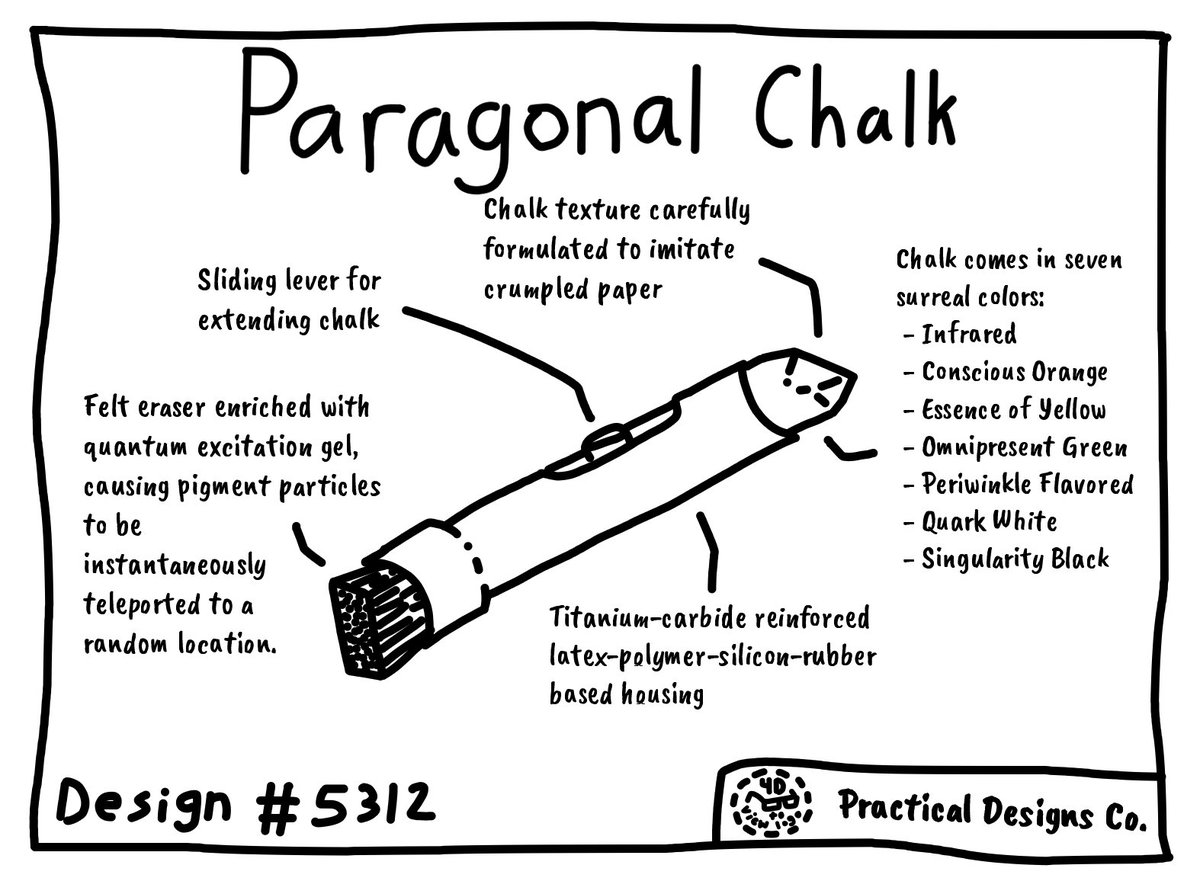 Paragonal Chalk
Chalk texture carefully
formulated to imitate
crumpled paper
Sliding lever for
extending chalk
Chalk comes in seven
surreal colors:
- Infrared
- Conscious Orange
- Essence of Yellow
- Omnipresent Green
- Periwinkle Flavored
- Quark White
- Singularity Black
Felt eraser enriched with
quantum excitation gel,
causing pigment particles
to be
instantaneously
teleported to a
random location.
Titanium-carbide reinforced
latex-polymer-silicon-rubber
based housing
Design #5312
4D
Practical Designs Co.